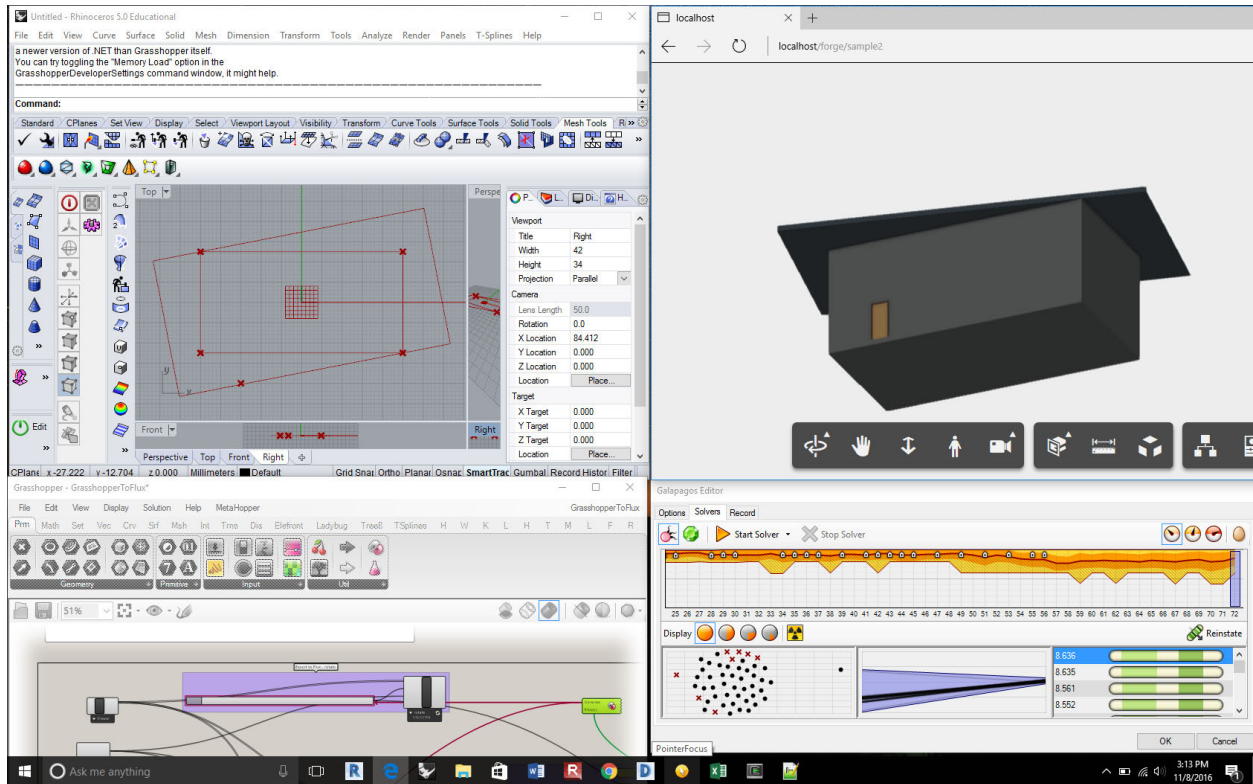 Untitled - Rhinoceros 5.0 Educational
File Edit View Curve Surface Solid Mesh Dimension Transform Tools Analyze Render Panels T-Splines Help
a newer version of .NET than Grasshopper itself.
You can try toggling the "Memory Load" option in the
GrasshopperDeveloperSettings command window, it might help.
Command:
Standard CPlanes Set View Display Select Viewport Layout Visibility Transform Curve Tools Surface Tools Solid Tools Mesh Tools R
Top
Perspe
P.. L.. Di.. H..
Viewport
Title Right
Width 42
Height 34
Projection Parallel
Camera
Lens Length 50.0
Rotation 0.0
X Location 84.412
Y Location 0.000
Z Location 0.000
Location Place...
Target
X Target 0.000
Y Target 0.000
Z Target 0.000
Location Place...
y
x
Edit
Front
Right
Perspective Top Front Right
CPlane x -27.222 y -12.704 z 0.000 Millimeters Default Grid Snap Ortho Planar Osnap SmartTrac Gumbal Record Histor Filter
localhost
localhost/forge/sample2
Grasshopper - GrasshopperToFlux*
File Edit View Display Solution Help MetaHopper GrasshopperToFlux
Prm Math Set Vec Crv Srf Msh Int Trns Dis Elefront Ladybug Tree8 TSplines H W K L H T M L F R
Geometry Primitive Input Util
51%
Galapagos Editor
Options Solvers Record
Start Solver Stop Solver
25 26 27 28 29 30 31 32 33 34 35 36 37 38 39 40 41 42 43 44 45 46 47 48 49 50 51 52 53 54 55 56 57 58 59 60 61 62 63 64 65 66 67 68 69 70 71 72
Display Reinstate
8.636
8.635
8.561
8.552
OK Cancel
PointerFocus
Ask me anything
3:13 PM
11/8/2016